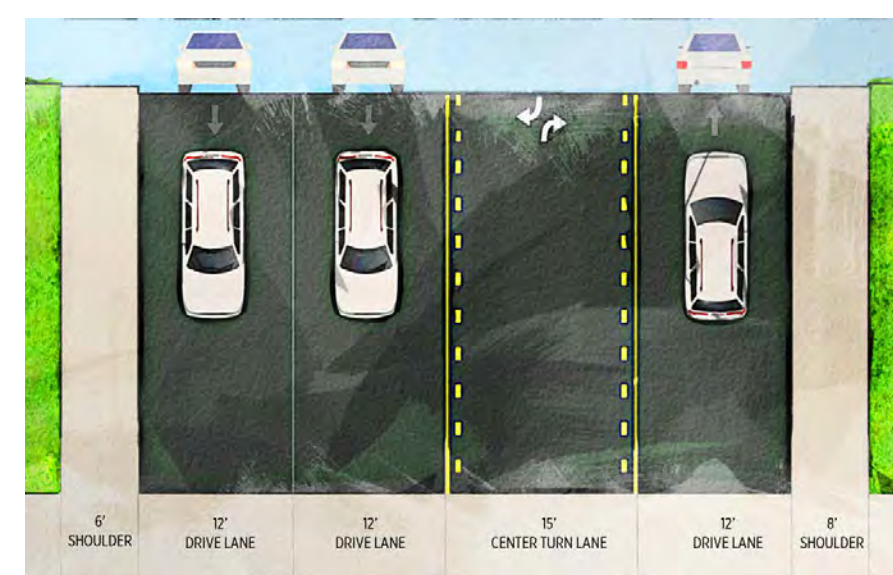 6'
SHOULDER
12'
DRIVE LANE
12'
DRIVE LANE
15'
CENTER TURN LANE
12'
DRIVE LANE
8'
SHOULDER